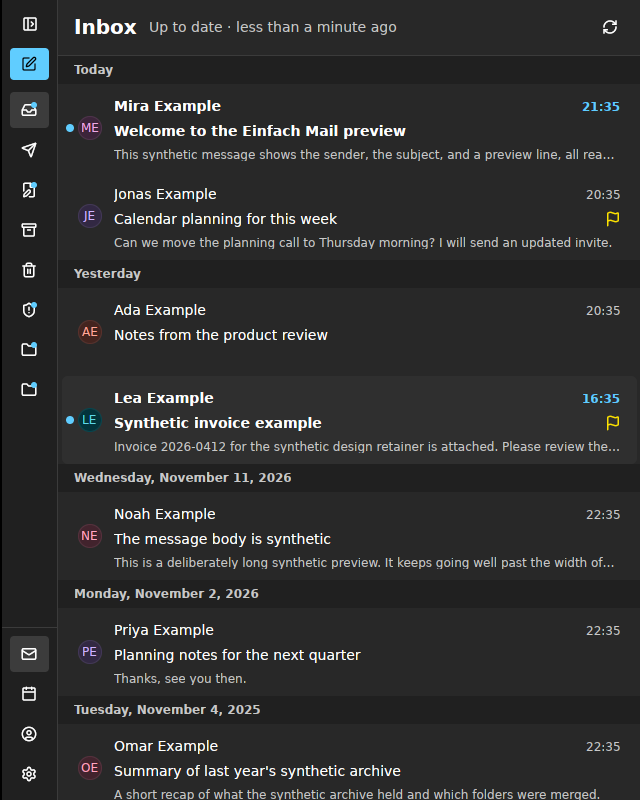 Inbox Up to date · less than a minute ago
Today
Mira Example 21:35
ME
Welcome to the Einfach Mail preview
This synthetic message shows the sender, the subject, and a preview line, all rea…
Jonas Example 20:35
JE
Calendar planning for this week
Can we move the planning call to Thursday morning? I will send an updated invite.
Yesterday
Ada Example 20:35
AE
Notes from the product review
Lea Example 16:35
LE
Synthetic invoice example
Invoice 2026-0412 for the synthetic design retainer is attached. Please review the…
Wednesday, November 11, 2026
Noah Example 22:35
NE
The message body is synthetic
This is a deliberately long synthetic preview. It keeps going well past the width of…
Monday, November 2, 2026
Priya Example 22:35
PE
Planning notes for the next quarter
Thanks, see you then.
Tuesday, November 4, 2025
Omar Example 22:35
OE
Summary of last year's synthetic archive
A short recap of what the synthetic archive held and which folders were merged.